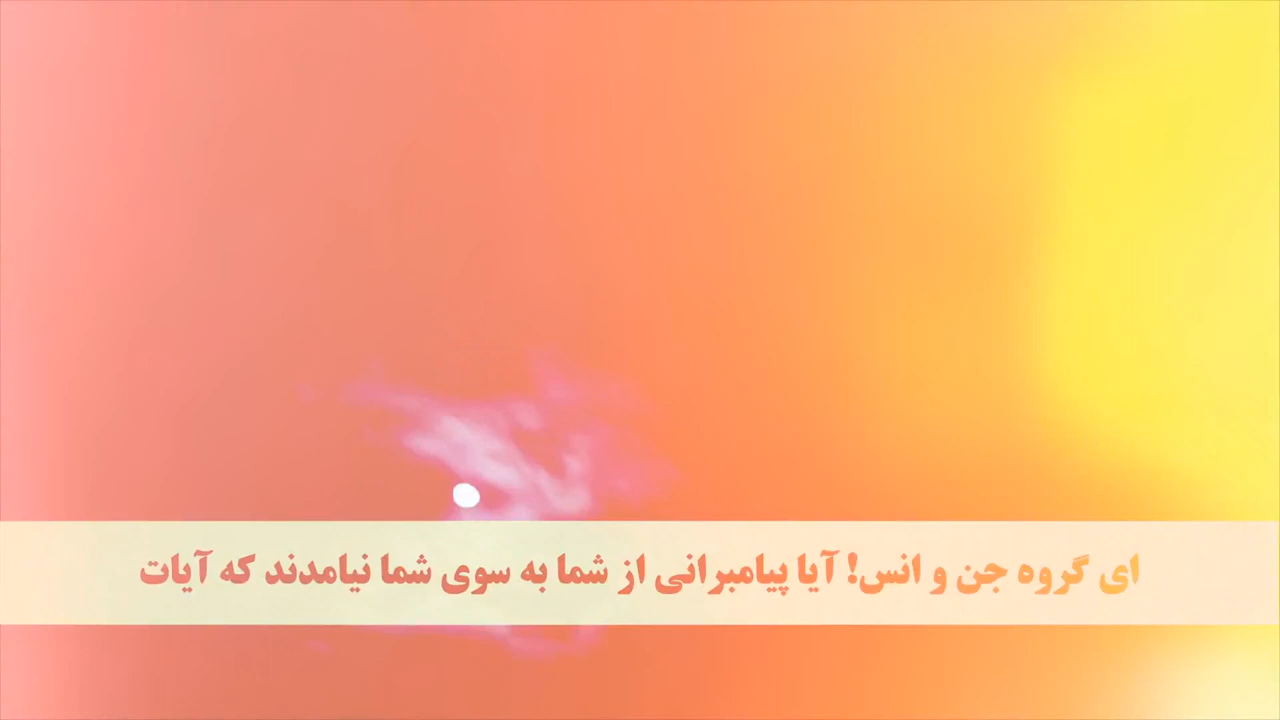 ای گروه جن و انس! آیا پیامبرانی از شما به سوی شما نیامدند که آیات